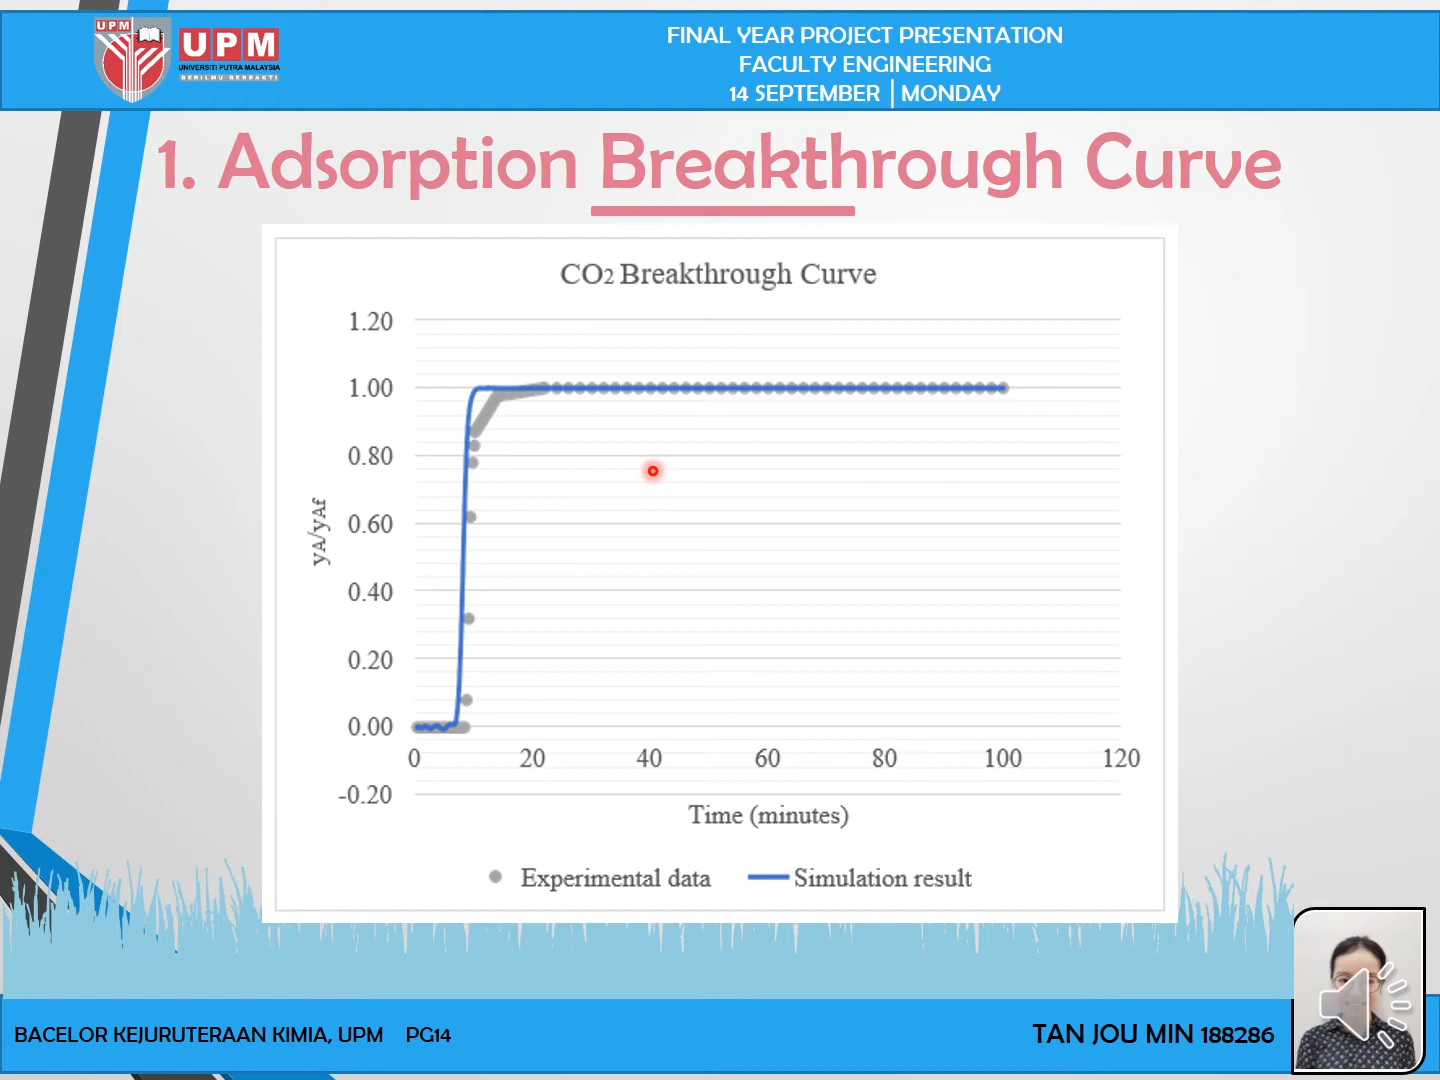 UPM
UPM
UNIVERSITI PUTRA MALAYSIA
BERILMU BERBAKTI
FINAL YEAR PROJECT PRESENTATION
FACULTY ENGINEERING
14 SEPTEMBER | MONDAY
1. Adsorption Breakthrough Curve
CO2 Breakthrough Curve
1.20
1.00
0.80
0.60
0.40
0.20
0.00
-0.20
yA/yAf
0 20 40 60 80 100 120
Time (minutes)
Experimental data Simulation result
BACELOR KEJURUTERAAN KIMIA, UPM PG14
TAN JOU MIN 188286